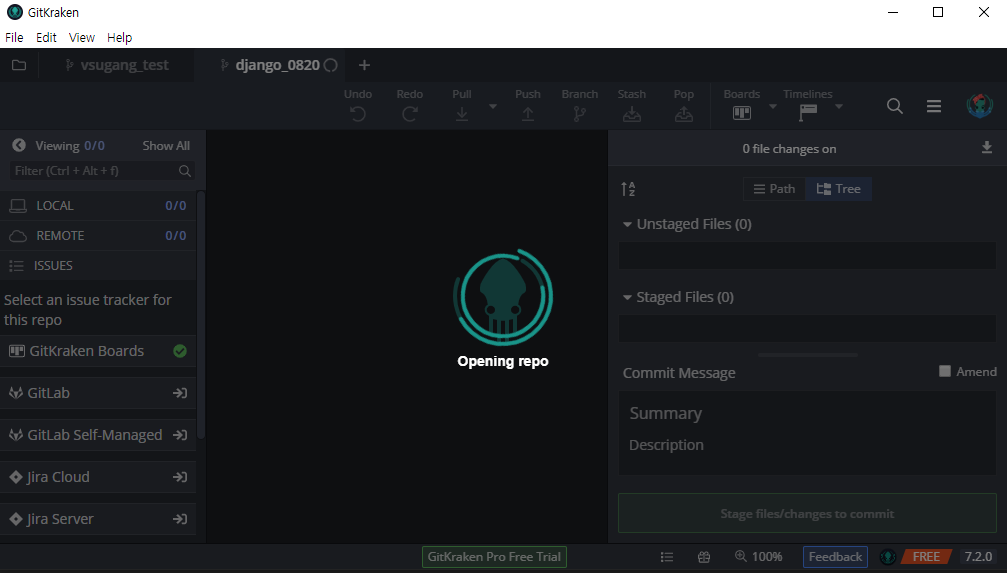 GitKraken
File Edit View Help
vsugang_test
django_0820
Undo
Redo
Pull
Push
Branch
Stash
Pop
Boards
Timelines
Viewing 0/0
Show All
Filter (Ctrl + Alt + f)
LOCAL 0/0
REMOTE 0/0
ISSUES
Select an issue tracker for
this repo
GitKraken Boards
GitLab
GitLab Self-Managed
Jira Cloud
Jira Server
Opening repo
0 file changes on
Path
Tree
Unstaged Files (0)
Staged Files (0)
Commit Message
Amend
Summary
Description
Stage files/changes to commit
GitKraken Pro Free Trial
100%
Feedback
FREE
7.2.0